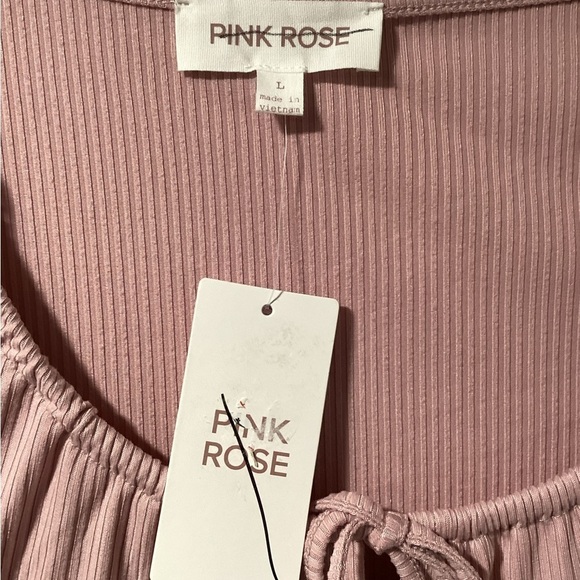 PINK ROSE
L
made in
Vietnam
PINK
ROSE